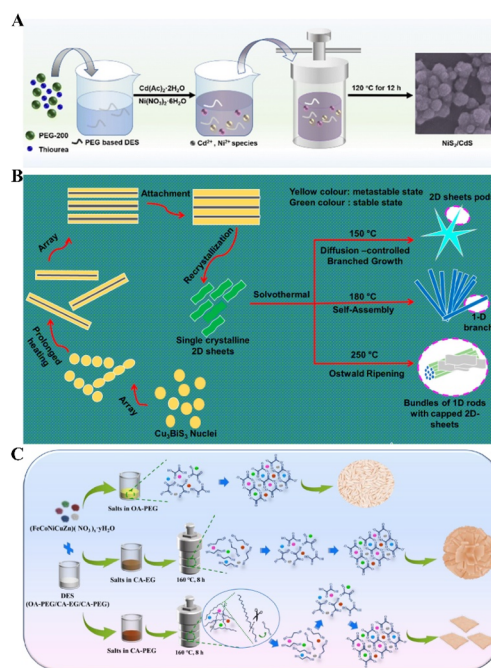 A
PEG-200
Thiourea
PEG based DES
Cd(Ac)₂·2H₂O
Ni(NO₃)₂·6H₂O
Cd²⁺, Ni²⁺ species
120 °C for 12 h
NiS₂/CdS
B
Array
Attachment
Recrystallization
Prolonged
heating
Array
Cu₃BiS₃ Nuclei
Single crystalline
2D sheets
Solvothermal
Yellow colour: metastable state
Green colour : stable state
150 °C
Diffusion –controlled
Branched Growth
2D sheets pod
180 °C
Self-Assembly
1-D
branch
250 °C
Ostwald Ripening
Bundles of 1D rods
with capped 2D-
sheets
C
(FeCoNiCuZn)( NO₃)ₓ·yH₂O
DES
(OA-PEG/CA-EG/CA-PEG)
Salts in OA-PEG
Salts in CA-EG
160 °C, 8 h
Salts in CA-PEG
160 °C, 8 h